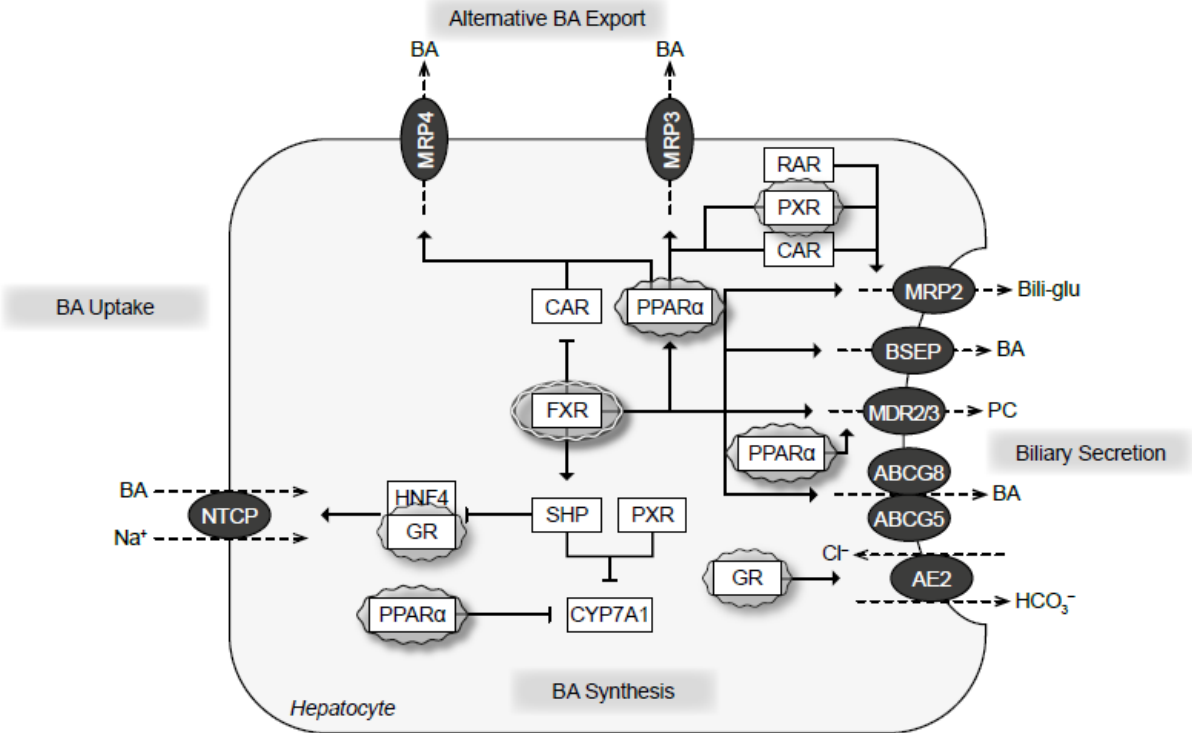 Alternative BA Export
BA
BA
MRP4
MRP3
RAR
PXR
CAR
MRP2
Bili-glu
BA Uptake
CAR
PPARα
BSEP
BA
FXR
MDR2/3
PC
PPARα
Biliary Secretion
ABCG8
BA
HNF4
BA
NTCP
GR
SHP
PXR
ABCG5
Na⁺
Cl⁻
GR
AE2
HCO₃⁻
PPARα
CYP7A1
BA Synthesis
Hepatocyte